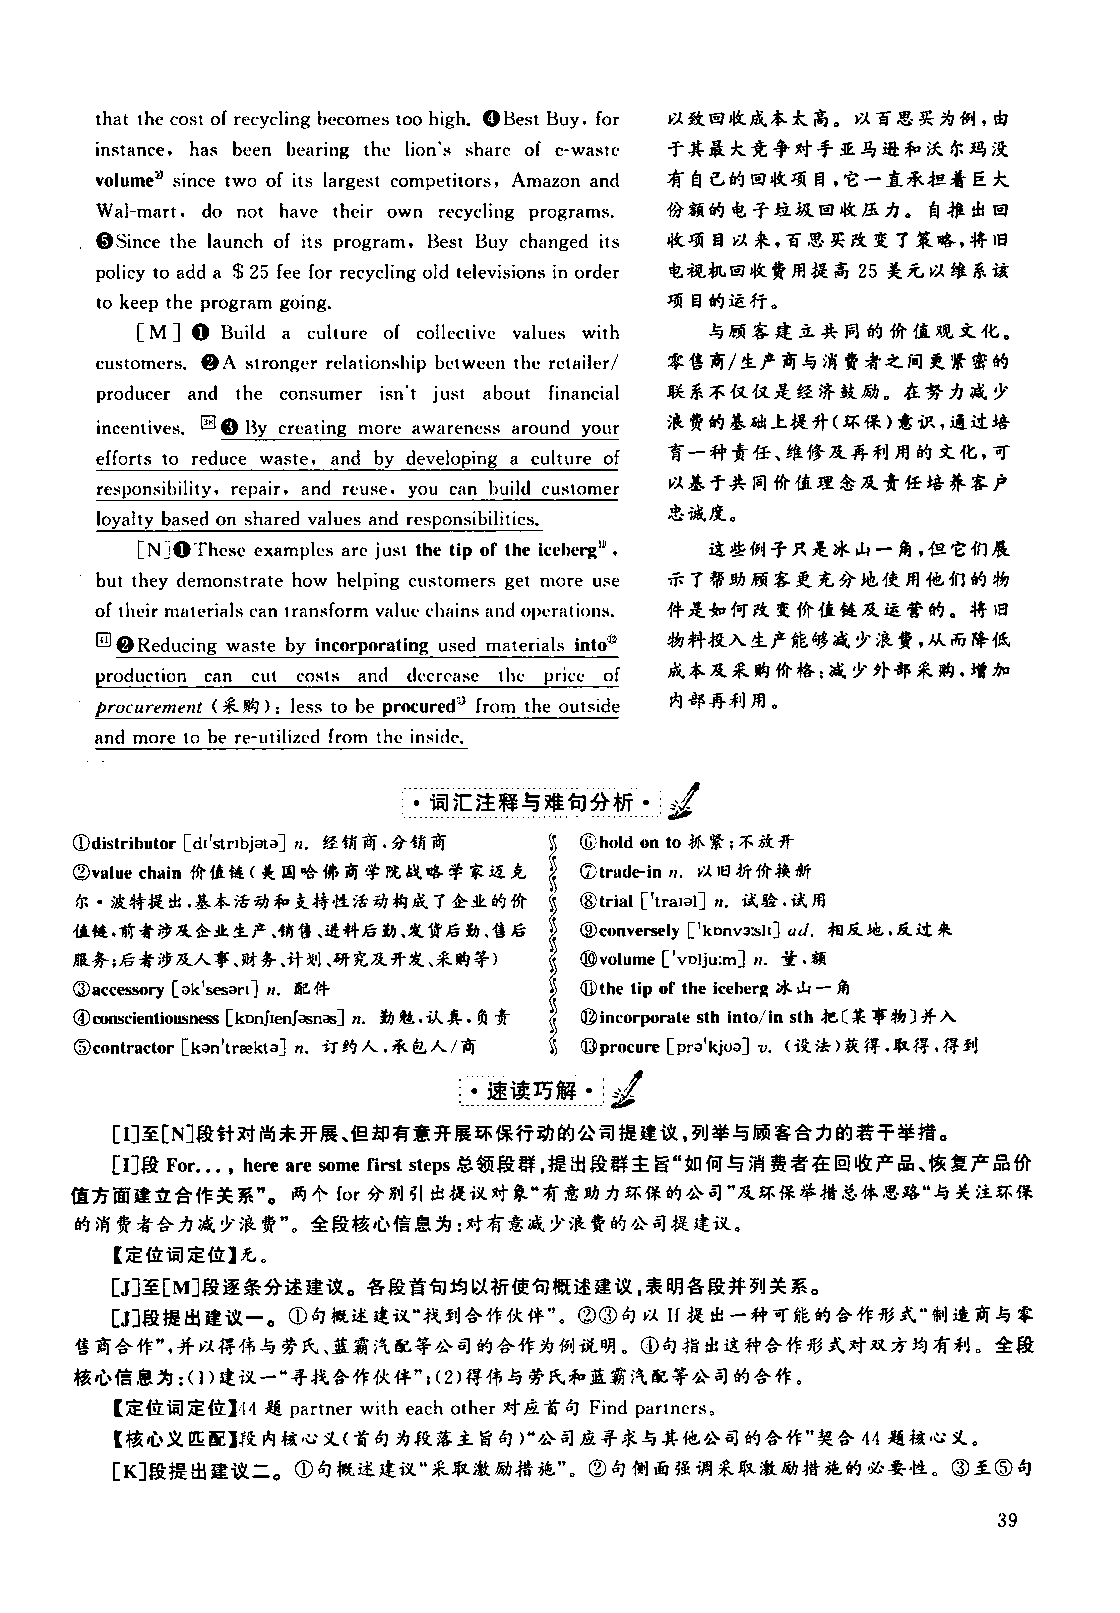 that the cost of recycling becomes too high. ❹Best Buy, for
instance, has been bearing the lion's share of e-waste
volume⑩ since two of its largest competitors, Amazon and
Wal-mart, do not have their own recycling programs.
❺Since the launch of its program, Best Buy changed its
policy to add a $25 fee for recycling old televisions in order
to keep the program going.
[M] ❶ Build a culture of collective values with
customers. ❷A stronger relationship between the retailer/
producer and the consumer isn't just about financial
incentives. 38 ❸By creating more awareness around your
efforts to reduce waste, and by developing a culture of
responsibility, repair, and reuse, you can build customer
loyalty based on shared values and responsibilities.
[N]❶These examples are just the tip of the iceberg⑪,
but they demonstrate how helping customers get more use
of their materials can transform value chains and operations.
41 ❷Reducing waste by incorporating used materials into⑫
production can cut costs and decrease the price of
procurement (采购): less to be procured⑬ from the outside
and more to be re-utilized from the inside.
以致回收成本太高。以百思买为例,由
于其最大竞争对手亚马逊和沃尔玛没
有自己的回收项目,它一直承担着巨大
份额的电子垃圾回收压力。自推出回
收项目以来,百思买改变了策略,将旧
电视机回收费用提高 25 美元以维系该
项目的运行。
与顾客建立共同的价值观文化。
零售商/生产商与消费者之间更紧密的
联系不仅仅是经济鼓励。在努力减少
浪费的基础上提升(环保)意识,通过培
育一种责任、维修及再利用的文化,可
以基于共同价值理念及责任培养客户
忠诚度。
这些例子只是冰山一角,但它们展
示了帮助顾客更充分地使用他们的物
件是如何改变价值链及运营的。将旧
物料投入生产能够减少浪费,从而降低
成本及采购价格;减少外部采购,增加
内部再利用。
·词汇注释与难句分析·
①distributor [dɪ'strɪbjətə] n. 经销商,分销商
②value chain 价值链(美国哈佛商学院战略学家迈克
尔·波特提出,基本活动和支持性活动构成了企业的价
值链,前者涉及企业生产、销售、进料后勤、发货后勤、售后
服务;后者涉及人事、财务、计划、研究及开发、采购等)
③accessory [ək'sesərɪ] n. 配件
④conscientiousness [kɒnʃɪenʃəsnəs] n. 勤勉,认真,负责
⑤contractor [kən'træktə] n. 订约人,承包人/商
⑥hold on to 抓紧;不放开
⑦trade-in n. 以旧折价换新
⑧trial ['traɪəl] n. 试验,试用
⑨conversely ['kɒnvɜːslɪ] ad. 相反地,反过来
⑩volume ['vɒljuːm] n. 量,额
⑪the tip of the iceberg 冰山一角
⑫incorporate sth into/in sth 把〔某事物〕并入
⑬procure [prə'kjʊə] v. (设法)获得,取得,得到
·速读巧解·
[I]至[N]段针对尚未开展、但却有意开展环保行动的公司提建议,列举与顾客合力的若干举措。
[I]段 For..., here are some first steps 总领段群,提出段群主旨“如何与消费者在回收产品、恢复产品价
值方面建立合作关系”。两个 for 分别引出提议对象“有意助力环保的公司”及环保举措总体思路“与关注环保
的消费者合力减少浪费”。全段核心信息为:对有意减少浪费的公司提建议。
【定位词定位】无。
[J]至[M]段逐条分述建议。各段首句均以祈使句概述建议,表明各段并列关系。
[J]段提出建议一。①句概述建议“找到合作伙伴”。②③句以 If 提出一种可能的合作形式“制造商与零
售商合作”,并以得伟与劳氏、蓝霸汽配等公司的合作为例说明。④句指出这种合作形式对双方均有利。全段
核心信息为:(1)建议一“寻找合作伙伴”;(2)得伟与劳氏和蓝霸汽配等公司的合作。
【定位词定位】44 题 partner with each other 对应首句 Find partners。
【核心义匹配】段内核心义(首句为段落主旨句)“公司应寻求与其他公司的合作”契合 44 题核心义。
[K]段提出建议二。①句概述建议“采取激励措施”。②句侧面强调采取激励措施的必要性。③至⑤句
39